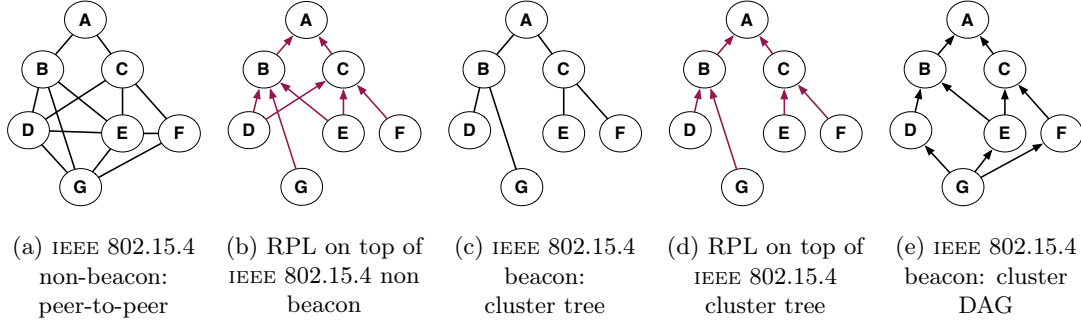 A
B
C
D
E
F
G
(a) IEEE 802.15.4
non-beacon:
peer-to-peer
A
B
C
D
E
F
G
(b) RPL on top of
IEEE 802.15.4 non
beacon
A
B
C
D
E
F
G
(c) IEEE 802.15.4
beacon:
cluster tree
A
B
C
D
E
F
G
(d) RPL on top of
IEEE 802.15.4
cluster tree
A
B
C
D
E
F
G
(e) IEEE 802.15.4
beacon: cluster
DAG